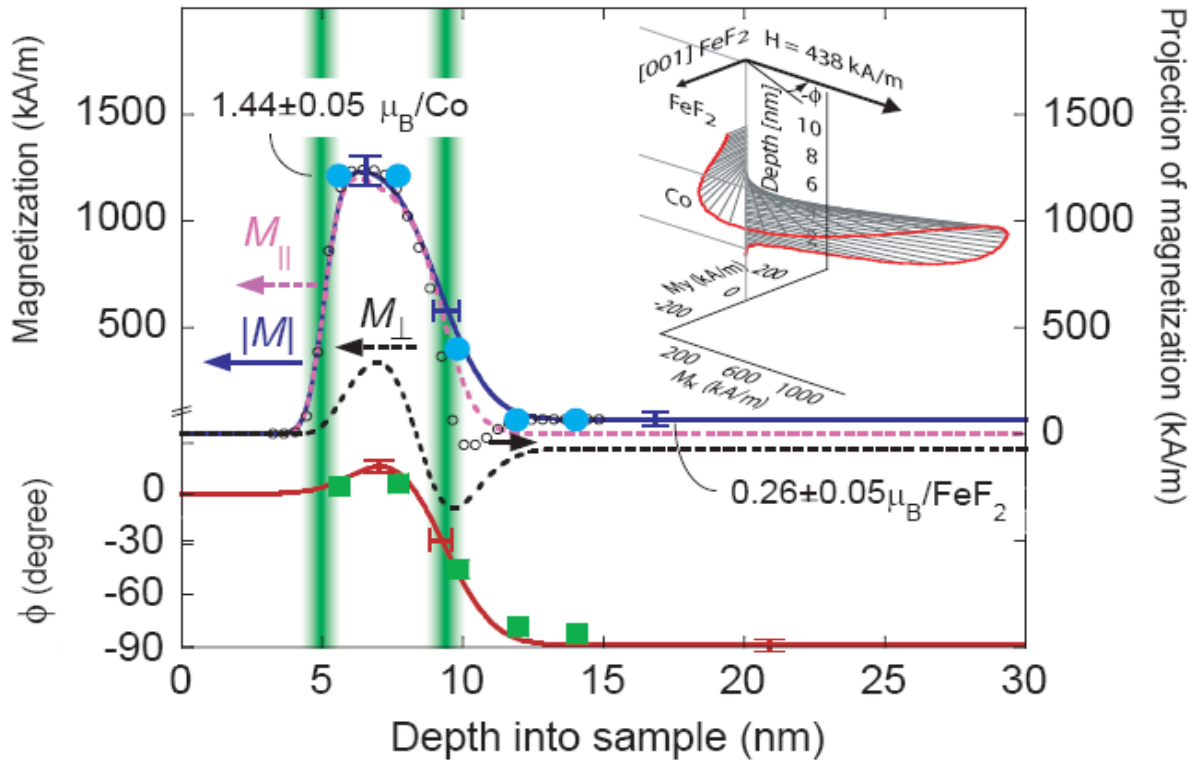 Magnetization (kA/m)
1500
1000
500
ϕ (degree)
0
-30
-60
-90
0
5
10
15
20
25
30
Depth into sample (nm)
Projection of magnetization (kA/m)
1500
1000
500
0
1.44±0.05 μB/Co
M||
|M|
M⊥
0.26±0.05μB/FeF2
[001] FeF2
H = 438 kA/m
-ϕ
FeF2
Co
Depth [nm]
10
8
6
2
My (kA/m)
-200
0
200
Mx (kA/m)
200
600
1000